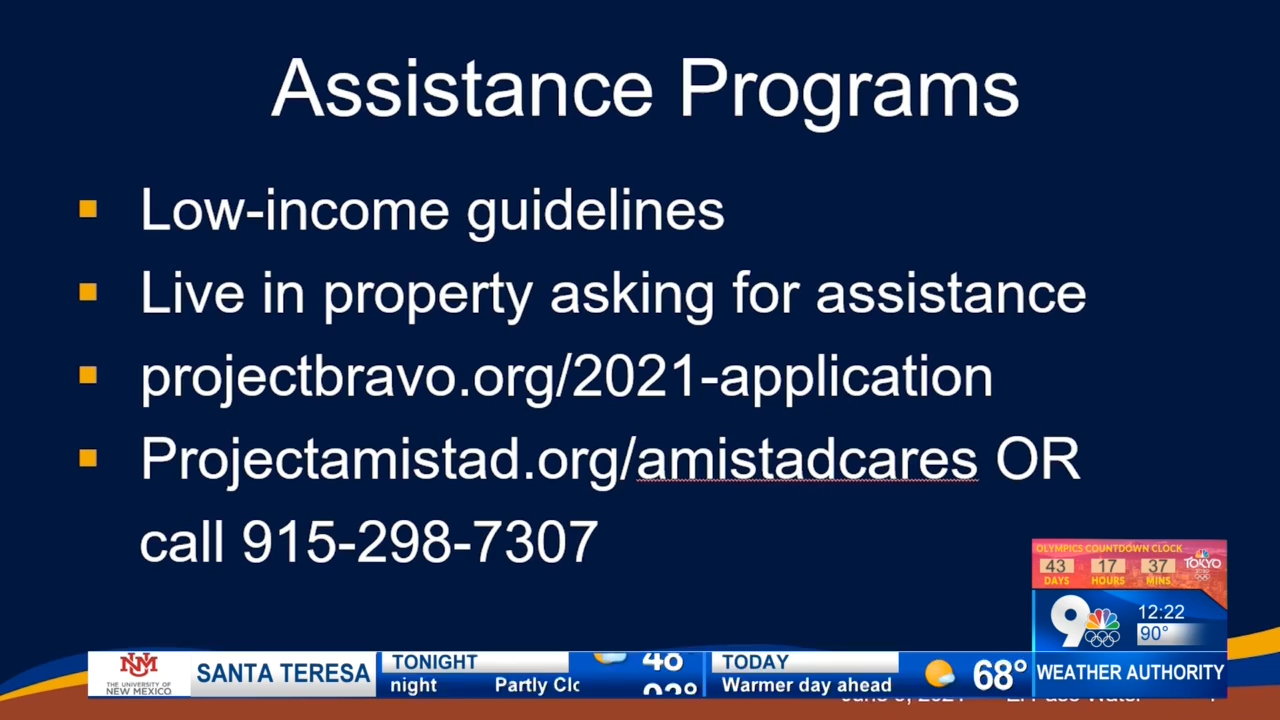 Assistance Programs
Low-income guidelines
Live in property asking for assistance
projectbravo.org/2021-application
Projectamistad.org/amistadcares OR
call 915-298-7307
OLYMPICS COUNTDOWN CLOCK
43 17 37
DAYS HOURS MINS
TOKYO
9
12:22
90°
WEATHER AUTHORITY
UNM
THE UNIVERSITY OF
NEW MEXICO
SANTA TERESA
TONIGHT
night Partly Clo
TODAY
Warmer day ahead
68°